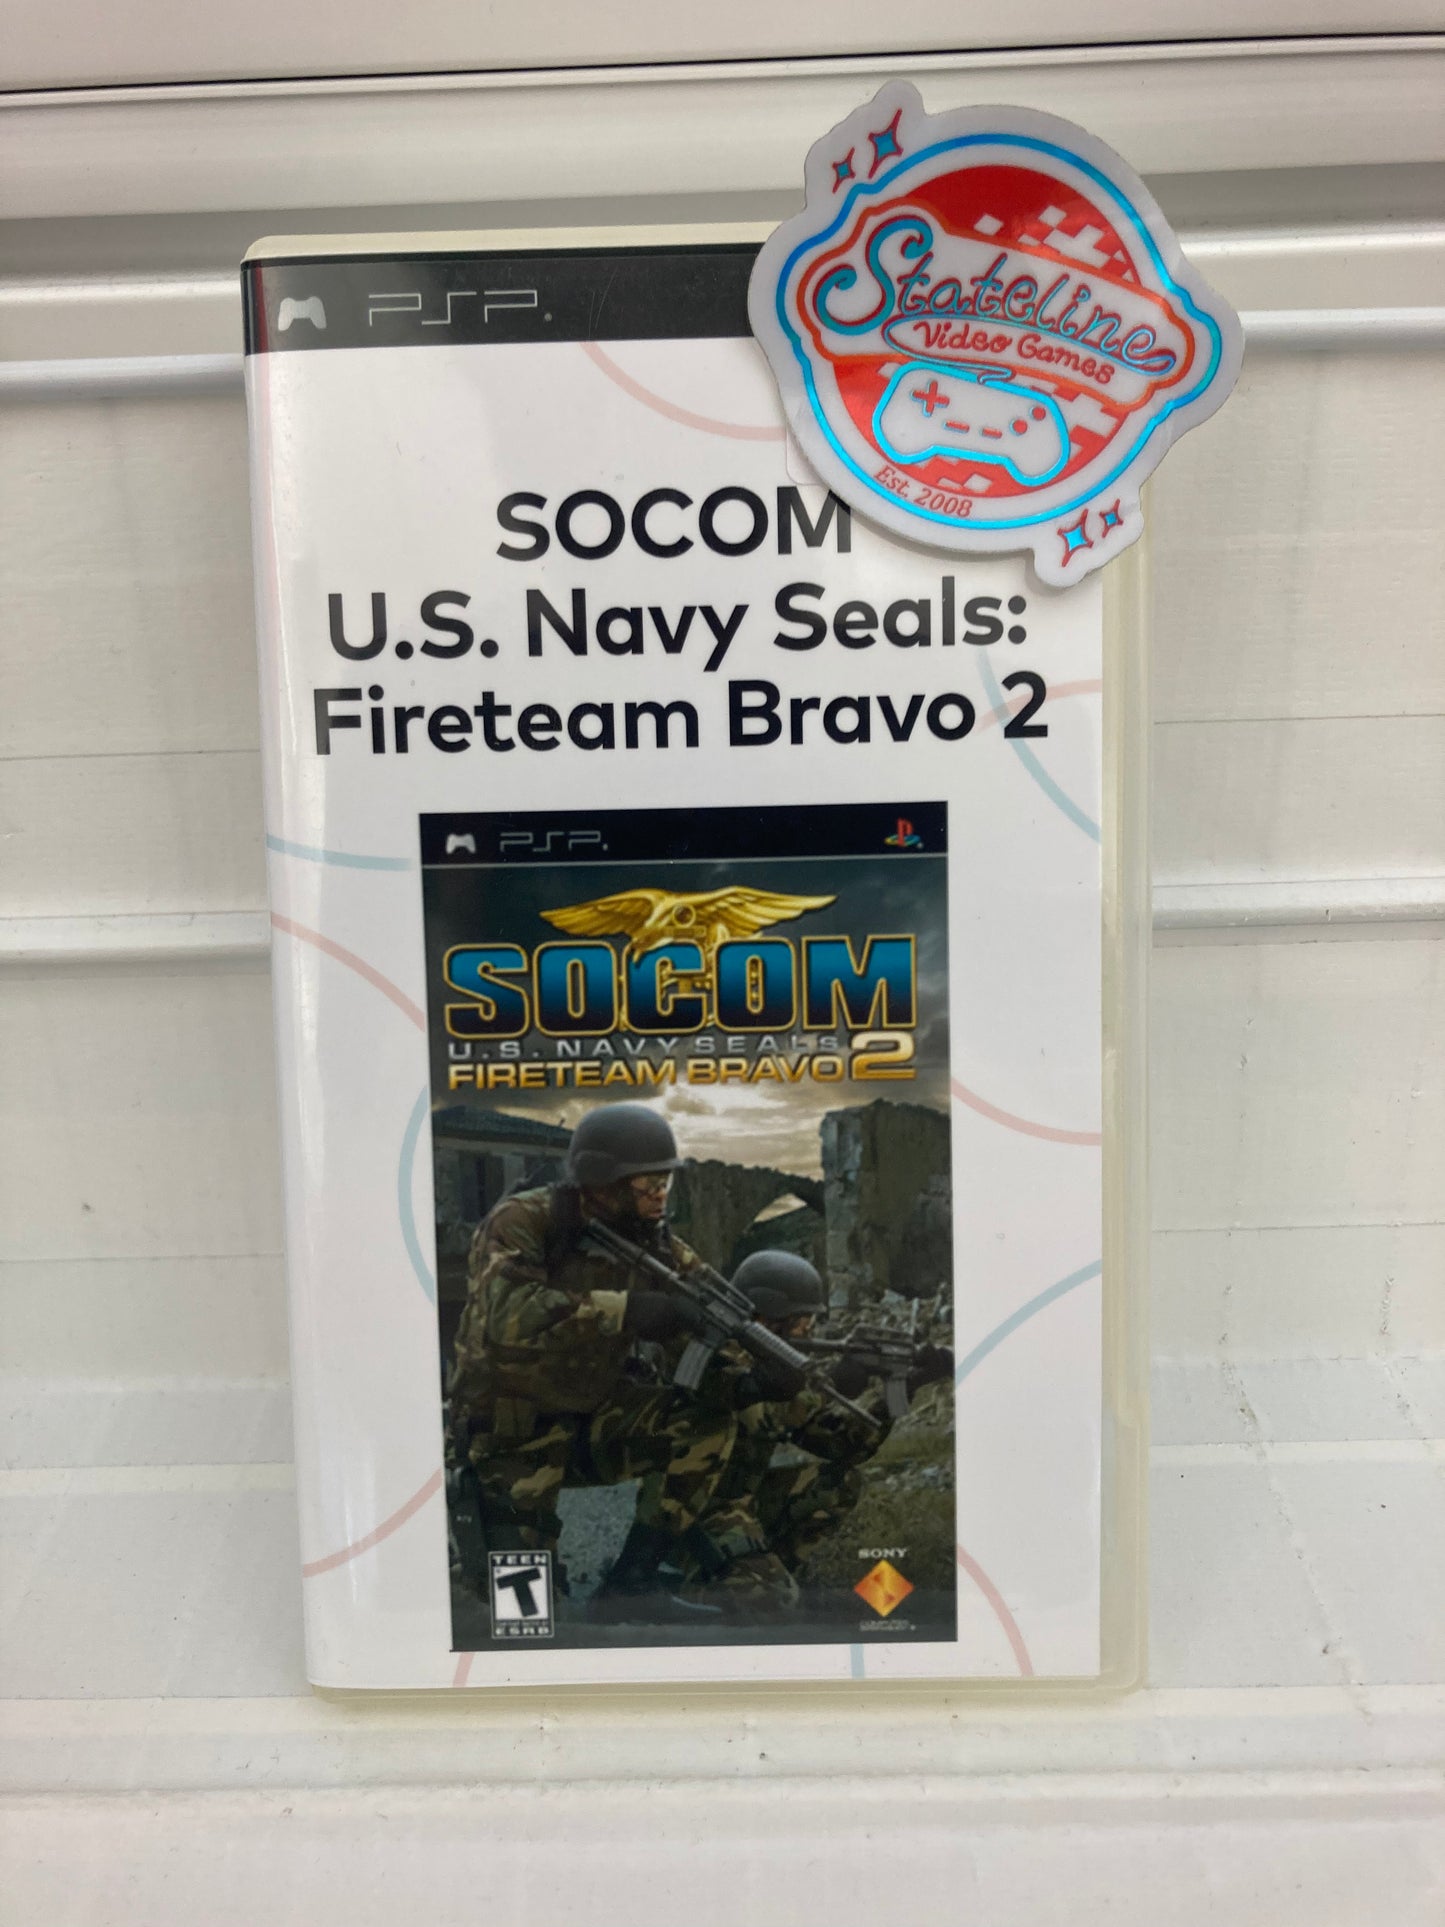 PSP
Stateline
Video Games
Est. 2008
SOCOM
U.S. Navy Seals:
Fireteam Bravo 2
PSP
SOCOM
U.S. NAVY SEALS
FIRETEAM BRAVO 2
TEEN
T
ESRB
SONY